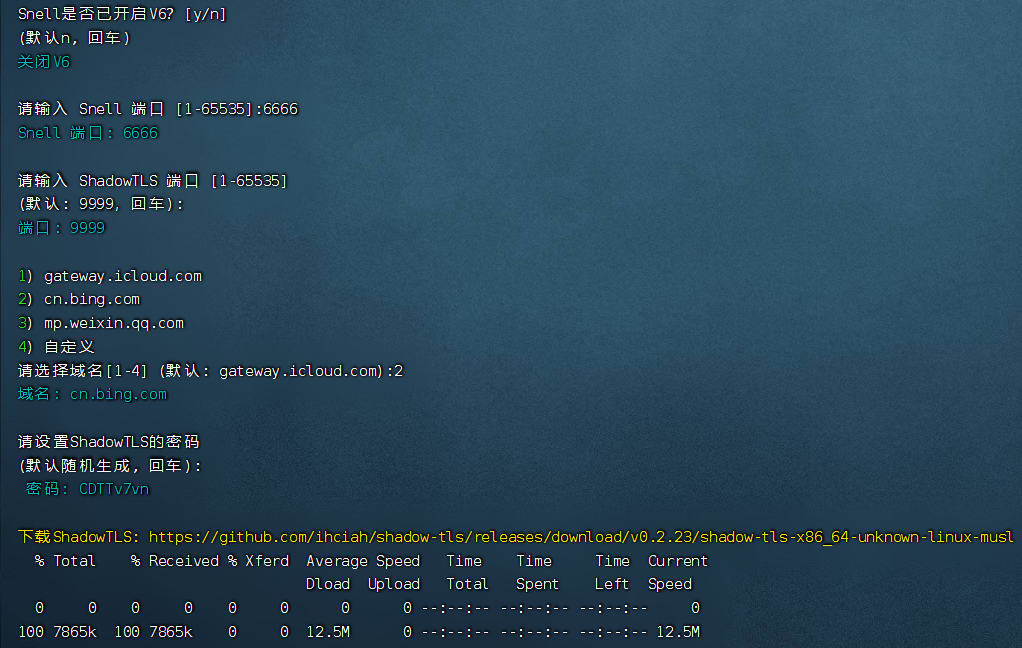 Snell是否已开启V6? [y/n]
(默认n, 回车)
关闭V6
请输入 Snell 端口 [1-65535]:6666
Snell 端口: 6666
请输入 ShadowTLS 端口 [1-65535]
(默认: 9999, 回车):
端口: 9999
1) gateway.icloud.com
2) cn.bing.com
3) mp.weixin.qq.com
4) 自定义
请选择域名[1-4] (默认: gateway.icloud.com):2
域名: cn.bing.com
请设置ShadowTLS的密码
(默认随机生成, 回车):
密码: CDTTv7vn
下载ShadowTLS: https://github.com/ihciah/shadow-tls/releases/download/v0.2.23/shadow-tls-x86_64-unknown-linux-musl
% Total % Received % Xferd Average Speed Time Time Time Current
Dload Upload Total Spent Left Speed
0 0 0 0 0 0 0 0 --:--:-- --:--:-- --:--:-- 0
100 7865k 100 7865k 0 0 12.5M 0 --:--:-- --:--:-- --:--:-- 12.5M